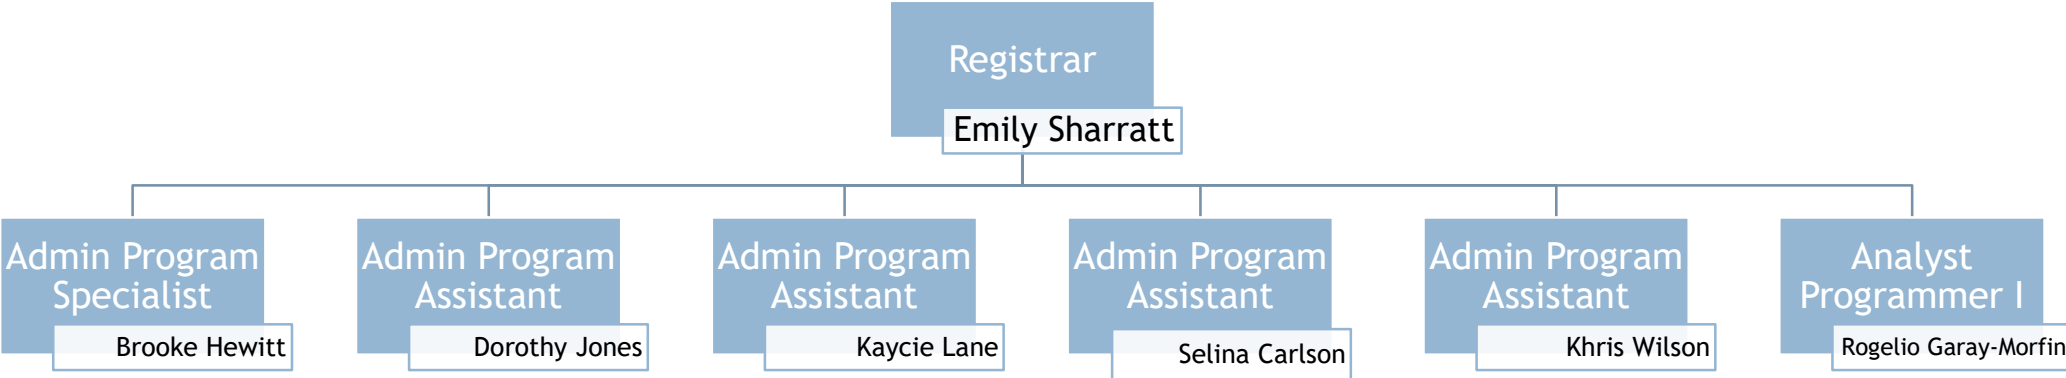 Registrar
Emily Sharratt
Admin Program
Specialist
Brooke Hewitt
Admin Program
Assistant
Dorothy Jones
Admin Program
Assistant
Kaycie Lane
Admin Program
Assistant
Selina Carlson
Admin Program
Assistant
Khris Wilson
Analyst
Programmer I
Rogelio Garay-Morfin